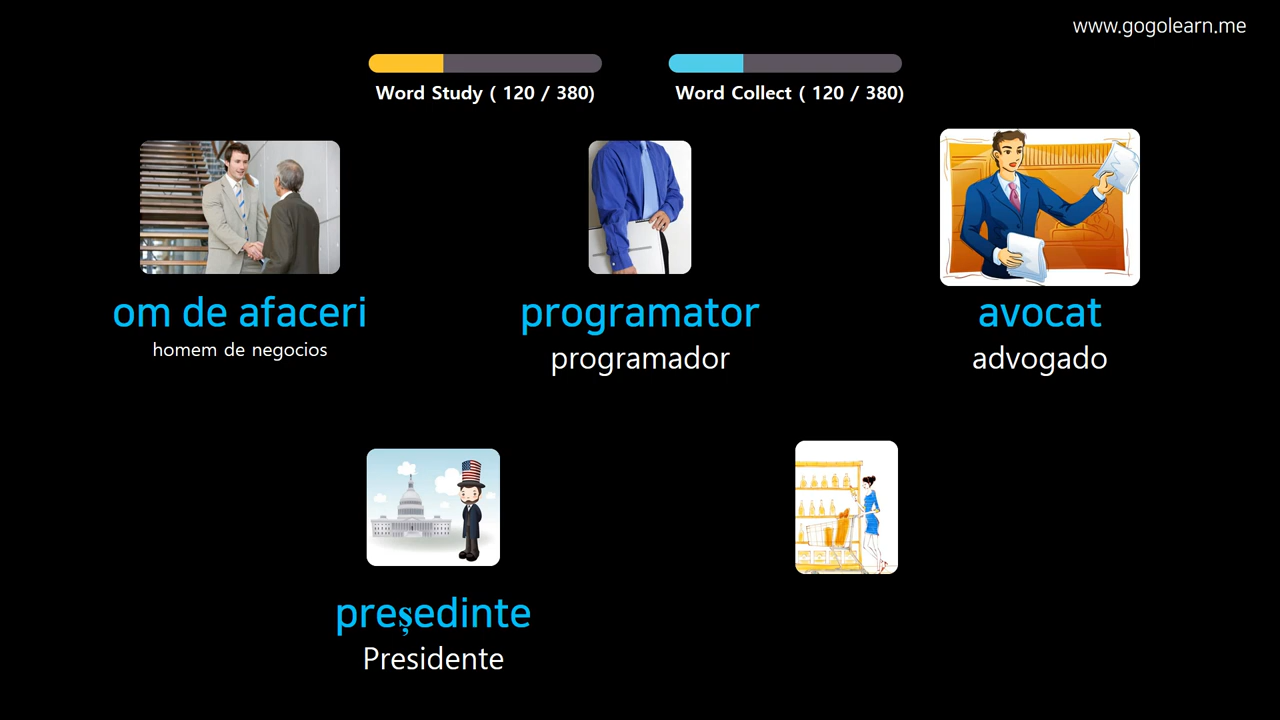 www.gogolearn.me
Word Study ( 120 / 380)
Word Collect ( 120 / 380)
om de afaceri
homem de negocios
programator
programador
avocat
advogado
președinte
Presidente